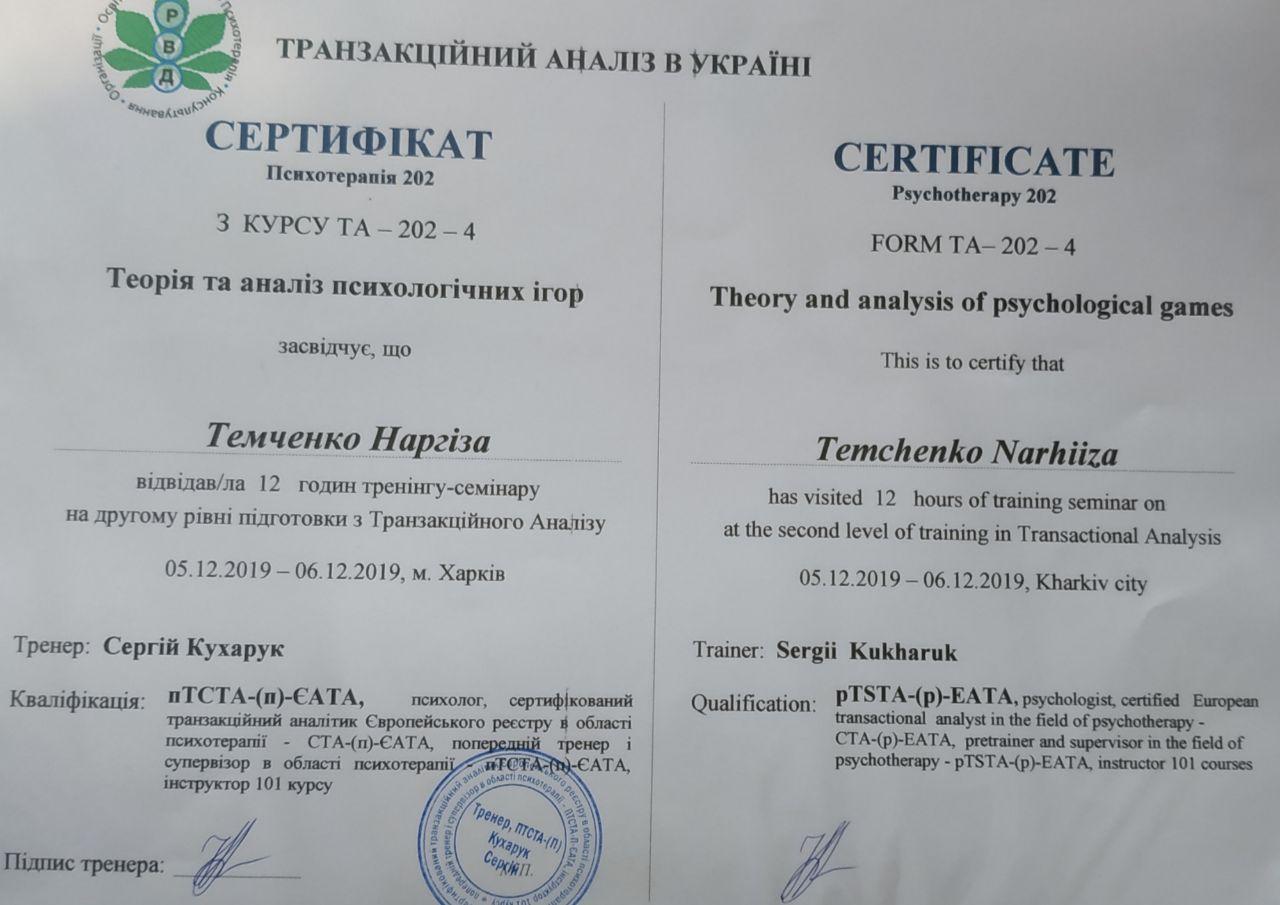 Психотерапія • Консультування • Організації • Осві
Р
В
Д
ТРАНЗАКЦІЙНИЙ АНАЛІЗ В УКРАЇНІ
СЕРТИФІКАТ
Психотерапія 202
З КУРСУ ТА – 202 – 4
Теорія та аналіз психологічних ігор
засвідчує, що
Темченко Наргіза
відвідав/ла 12 годин тренінгу-семінару
на другому рівні підготовки з Транзакційного Аналізу
05.12.2019 – 06.12.2019, м. Харків
Тренер: Сергій Кухарук
Кваліфікація: пТСТА-(п)-ЄАТА, психолог, сертифікований
транзакційний аналітик Європейського реєстру в області
психотерапії - СТА-(п)-ЄАТА, попередній тренер і
супервізор в області психотерапії - пТСТА-(п)-ЄАТА,
інструктор 101 курсу
Підпис тренера:
Тренер, ПТСТА-(П)
Кухарук
Сергій
М.П.
CERTIFICATE
Psychotherapy 202
FORM TA– 202 – 4
Theory and analysis of psychological games
This is to certify that
Temchenko Narhiiza
has visited 12 hours of training seminar on
at the second level of training in Transactional Analysis
05.12.2019 – 06.12.2019, Kharkiv city
Trainer: Sergii Kukharuk
Qualification: pTSTA-(p)-EATA, psychologist, certified European
transactional analyst in the field of psychotherapy -
CTA-(p)-EATA, pretrainer and supervisor in the field of
psychotherapy - pTSTA-(p)-EATA, instructor 101 courses